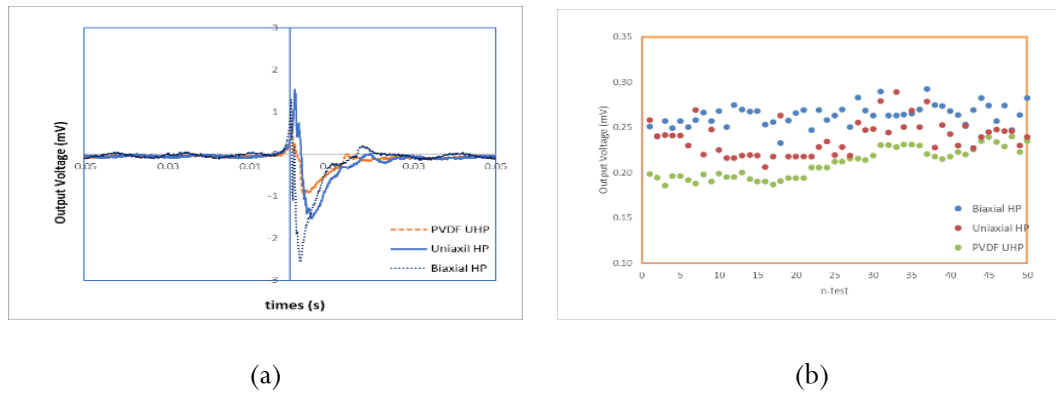 3
2
1
0
-1
-2
3
0.05
0.03
0.01
0.03
0.05
Output Voltage (mV)
times (s)
PVDF UHP
Uniaxil HP
Biaxial HP
(a)
0.35
0.30
0.25
0.20
0.15
0.10
Output Voltage (mV)
0 5 10 15 20 25 30 35 40 45 50
n-test
Biaxial HP
Uniaxial HP
PVDF UHP
(b)